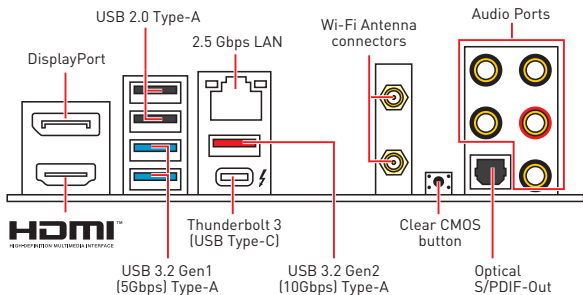 USB 2.0 Type-A
DisplayPort
2.5 Gbps LAN
Wi-Fi Antenna
connectors
Audio Ports
HDMI™
HIGH-DEFINITION MULTIMEDIA INTERFACE
Thunderbolt 3
(USB Type-C)
Clear CMOS
button
USB 3.2 Gen1
(5Gbps) Type-A
USB 3.2 Gen2
(10Gbps) Type-A
Optical
S/PDIF-Out